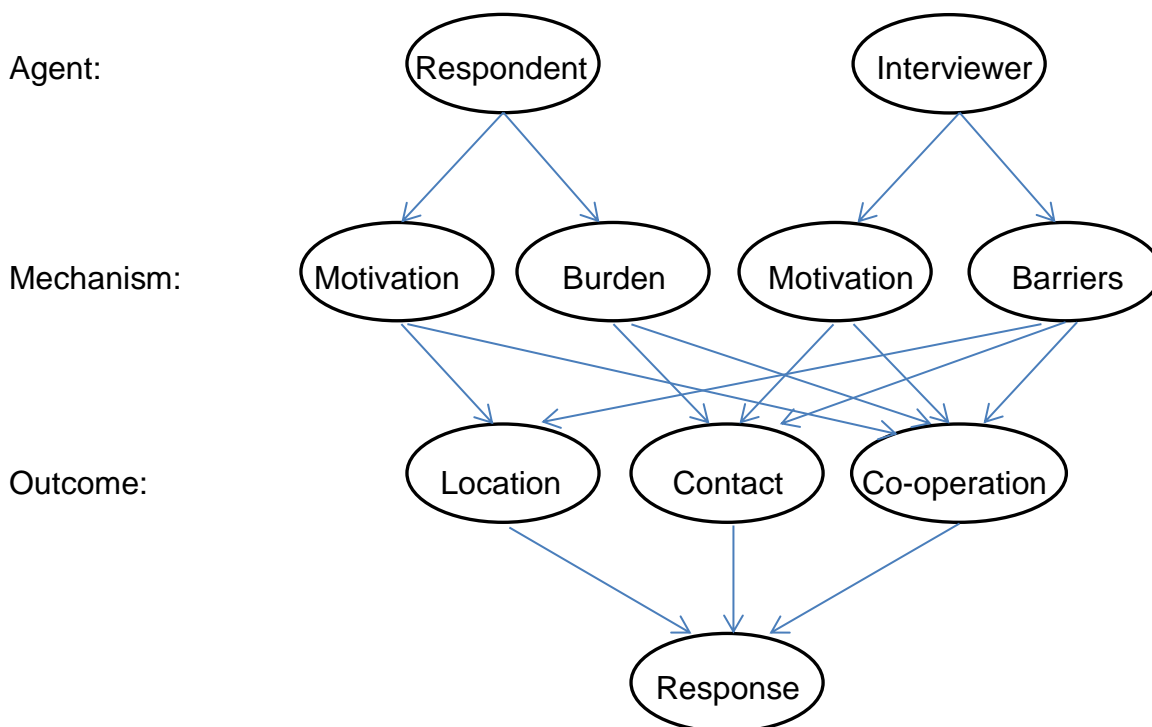 Agent: Respondent Interviewer
Mechanism: Motivation Burden Motivation Barriers
Outcome: Location Contact Co-operation
Response